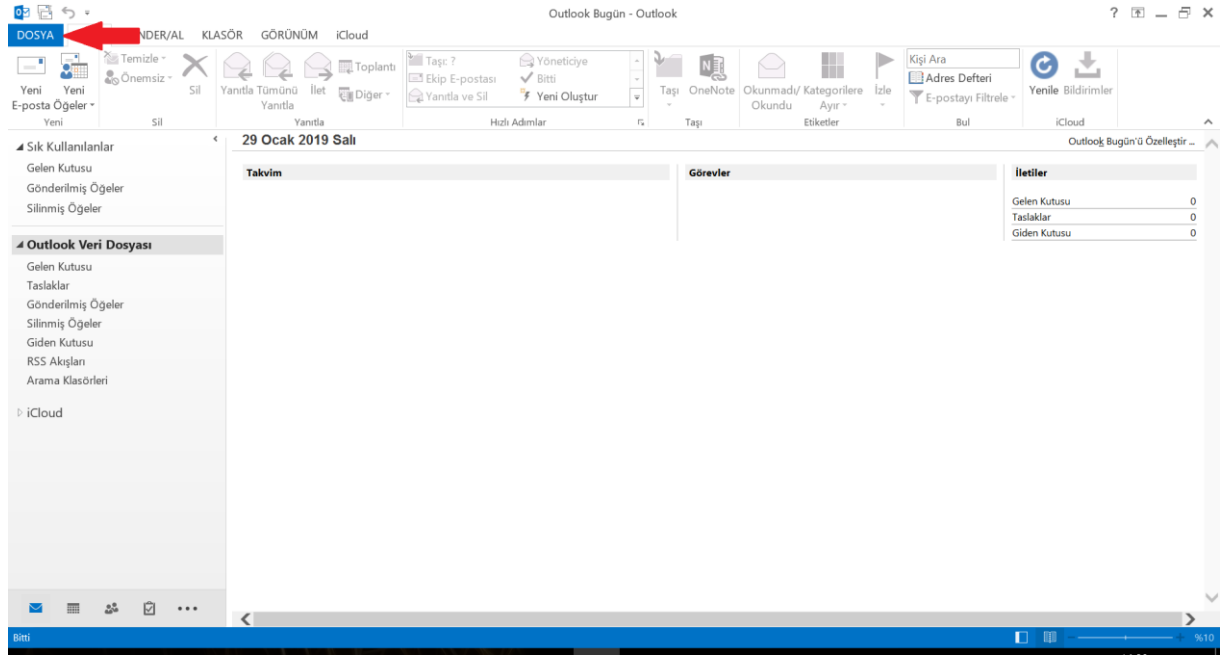 Outlook Bugün - Outlook
DOSYA NDER/AL KLASÖR GÖRÜNÜM iCloud
Yeni E-posta
Yeni Öğeler
Yeni
Temizle
Önemsiz
Sil
Sil
Yanıtla
Tümünü Yanıtla
İlet
Toplantı
Diğer
Yanıtla
Taşı: ?
Ekip E-postası
Yanıtla ve Sil
Yöneticiye
Bitti
Yeni Oluştur
Hızlı Adımlar
Taşı
OneNote
Taşı
Okunmadı/ Okundu
Kategorilere Ayır
İzle
Etiketler
Kişi Ara
Adres Defteri
E-postayı Filtrele
Bul
Yenile
Bildirimler
iCloud
Sık Kullanılanlar
Gelen Kutusu
Gönderilmiş Öğeler
Silinmiş Öğeler
Outlook Veri Dosyası
Gelen Kutusu
Taslaklar
Gönderilmiş Öğeler
Silinmiş Öğeler
Giden Kutusu
RSS Akışları
Arama Klasörleri
iCloud
29 Ocak 2019 Salı
Outlook Bugün'ü Özelleştir ...
Takvim
Görevler
İletiler
Gelen Kutusu 0
Taslaklar 0
Giden Kutusu 0
Bitti
%10